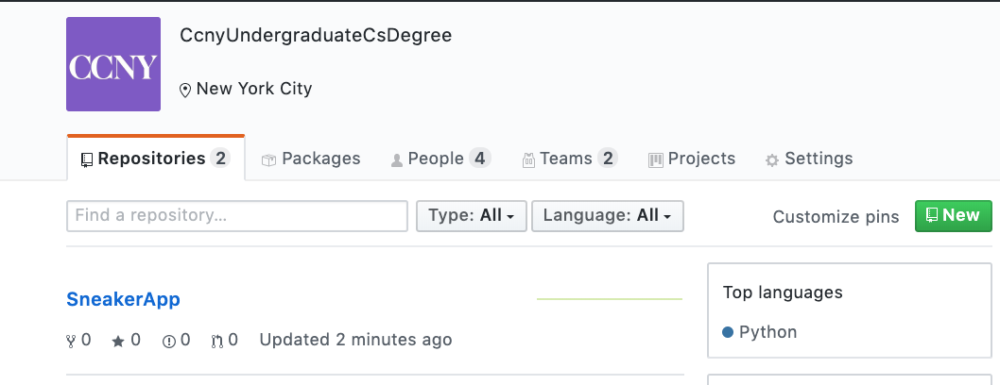 CCNY
CcnyUndergraduateCsDegree
New York City
Repositories 2 Packages People 4 Teams 2 Projects Settings
Find a repository... Type: All Language: All Customize pins New
SneakerApp
0 0 0 0 Updated 2 minutes ago
Top languages
Python